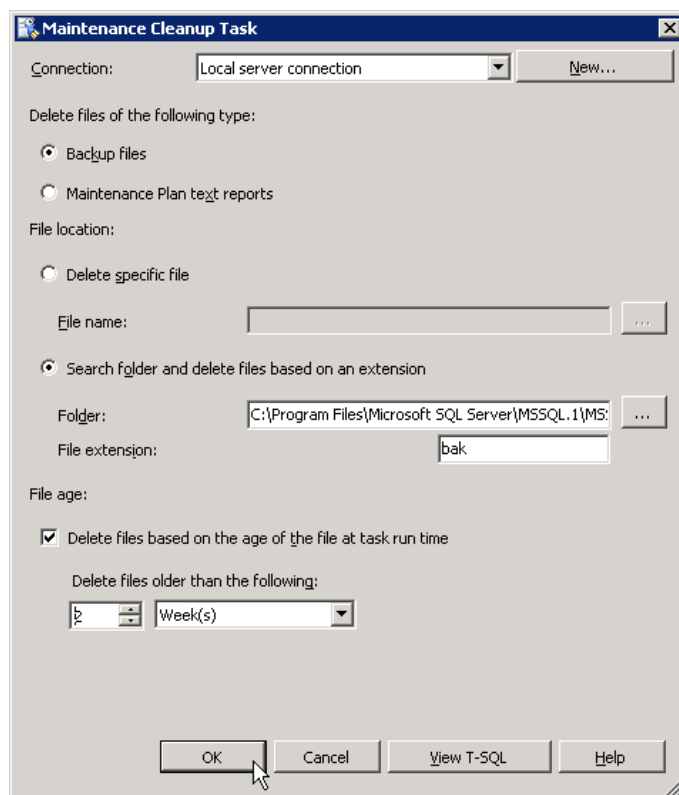 Maintenance Cleanup Task
Connection: Local server connection New...
Delete files of the following type:
Backup files
Maintenance Plan text reports
File location:
Delete specific file
File name: ...
Search folder and delete files based on an extension
Folder: C:\Program Files\Microsoft SQL Server\MSSQL.1\MS ...
File extension: bak
File age:
Delete files based on the age of the file at task run time
Delete files older than the following:
Week(s)
OK Cancel View T-SQL Help